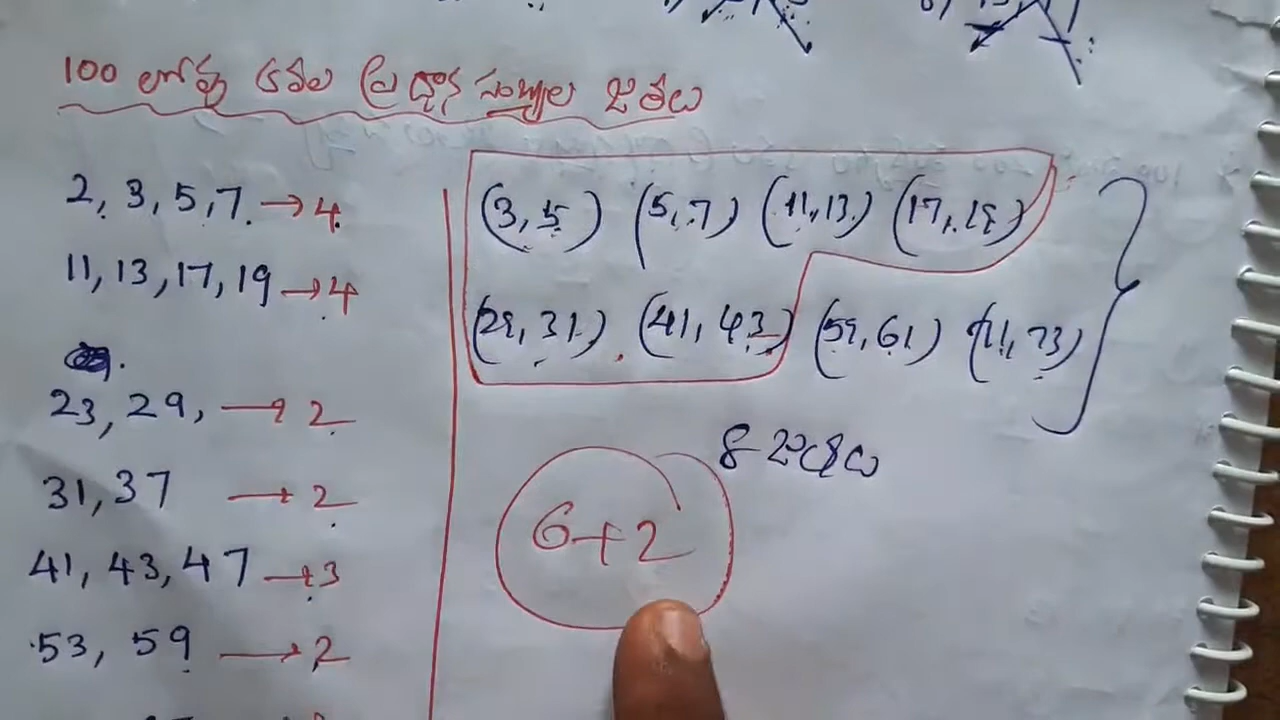 100 లోపు కవల ప్రధాన సంఖ్యల జతలు
2, 3, 5, 7. → 4
11, 13, 17, 19 → 4
23, 29, → 2
31, 37 → 2
41, 43, 47 → 3
53, 59 → 2
(3, 5) (5, 7) (11, 13) (17, 19)
(29, 31) (41, 43) (59, 61) (71, 73)
8 జతలు
6+2